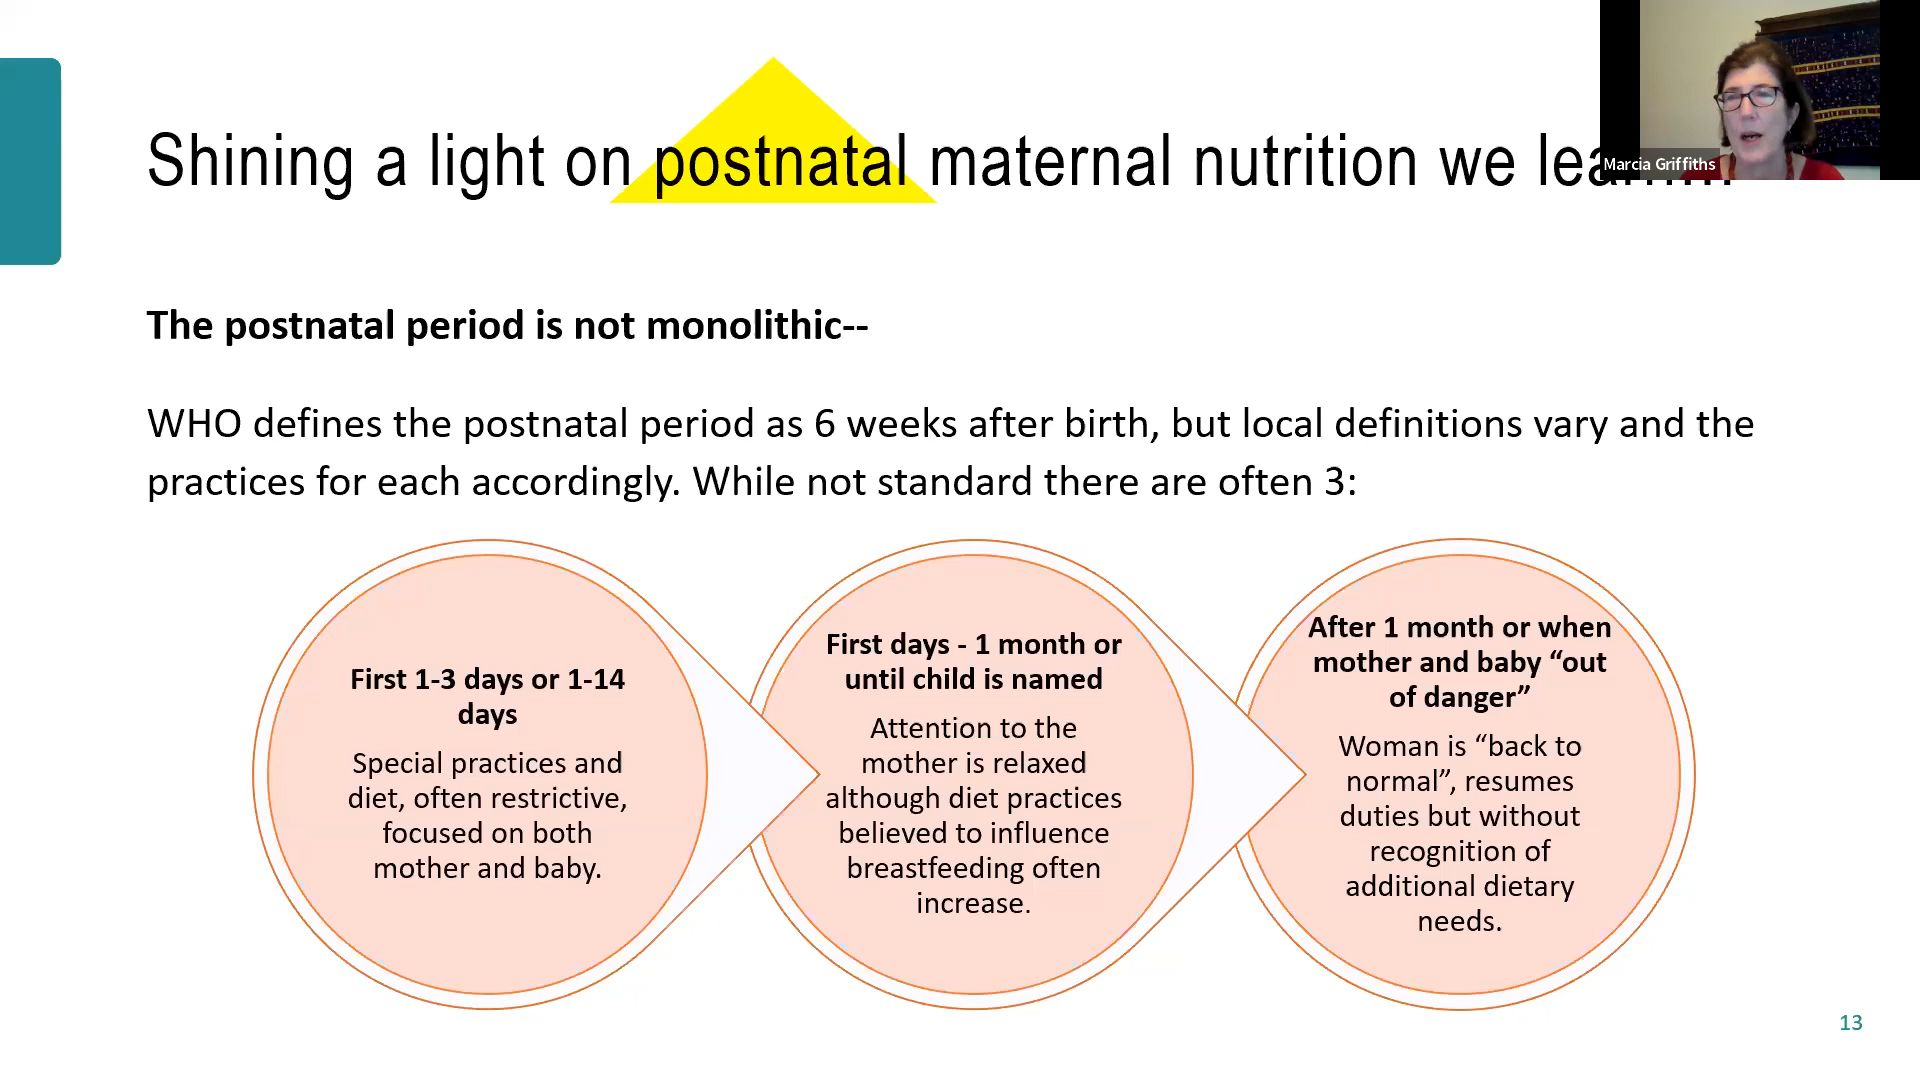 Shining a light on postnatal maternal nutrition we
Marcia Griffiths
The postnatal period is not monolithic--
WHO defines the postnatal period as 6 weeks after birth, but local definitions vary and the
practices for each accordingly. While not standard there are often 3:
First 1-3 days or 1-14
days
Special practices and
diet, often restrictive,
focused on both
mother and baby.
First days - 1 month or
until child is named
Attention to the
mother is relaxed
although diet practices
believed to influence
breastfeeding often
increase.
After 1 month or when
mother and baby “out
of danger”
Woman is “back to
normal”, resumes
duties but without
recognition of
additional dietary
needs.
13